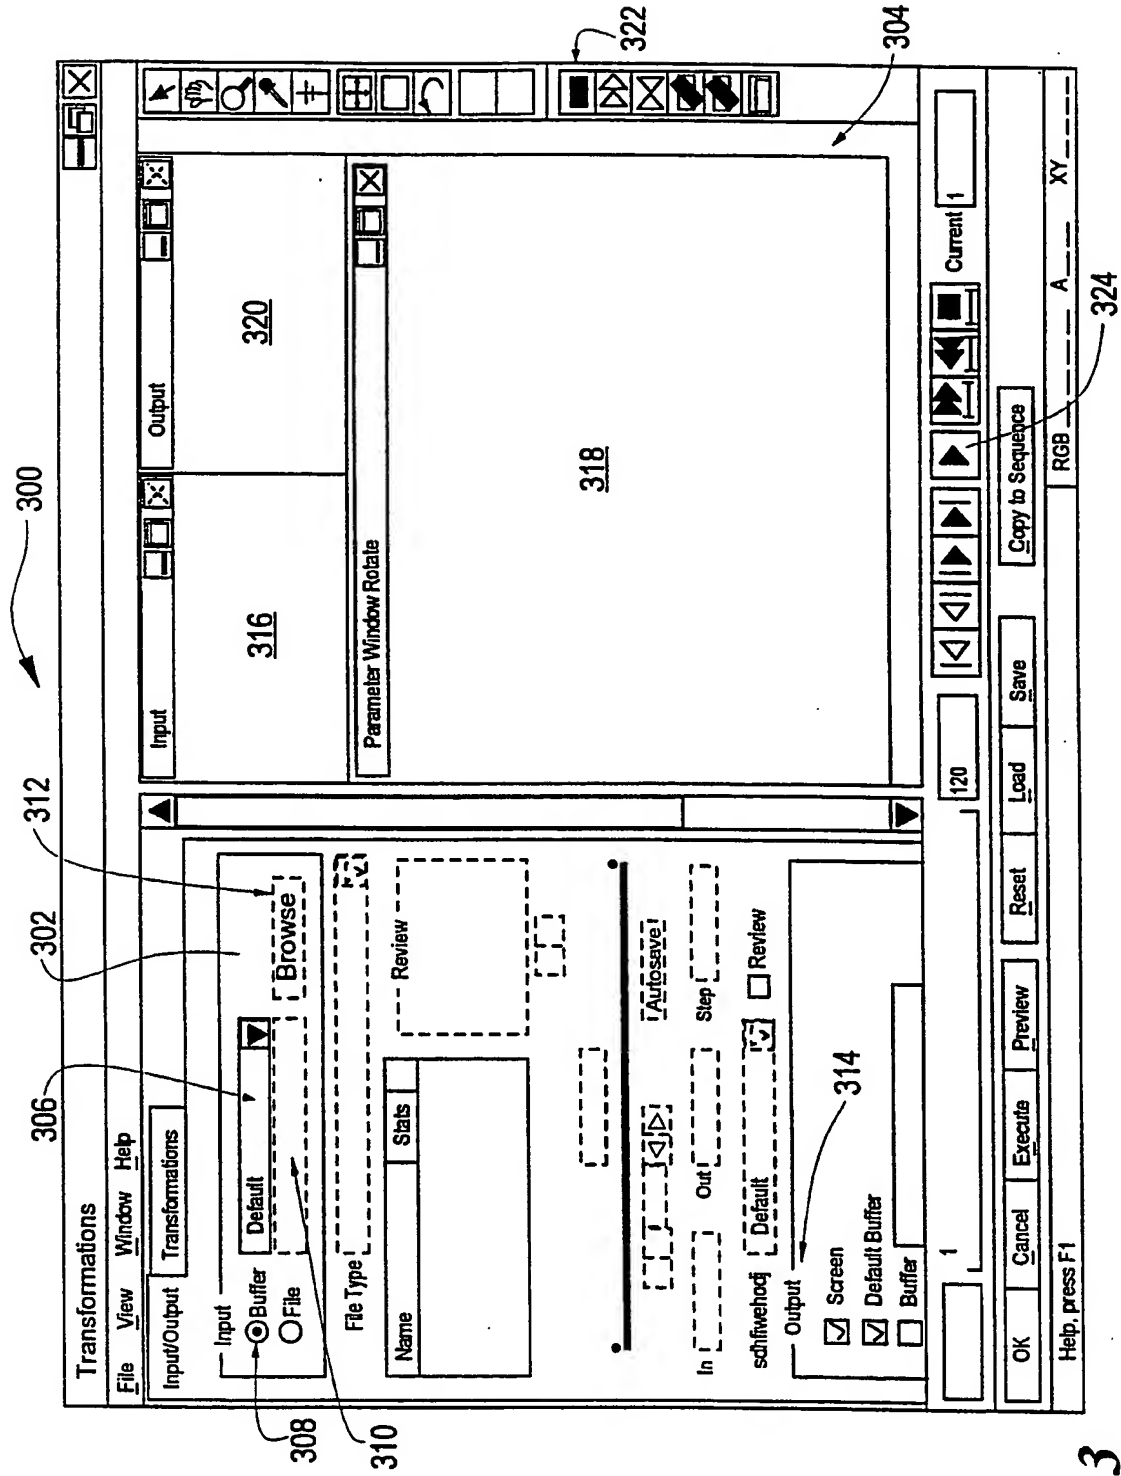 300
Transformations
File View Window Help
Input/Output Transformations
Input
Buffer
Default
File
Browse
File Type
Name Stats
Review
Autosave
In Out Step
sdhfiwehodj Default Review
Output
Screen
Default Buffer
Buffer
Input
316
Output
320
Parameter Window Rotate
318
1
120
Current 1
OK Cancel Execute Preview Reset Load Save Copy to Sequence
Help, press F1
RGB A XY
302
304
306
308
310
312
314
322
324
3